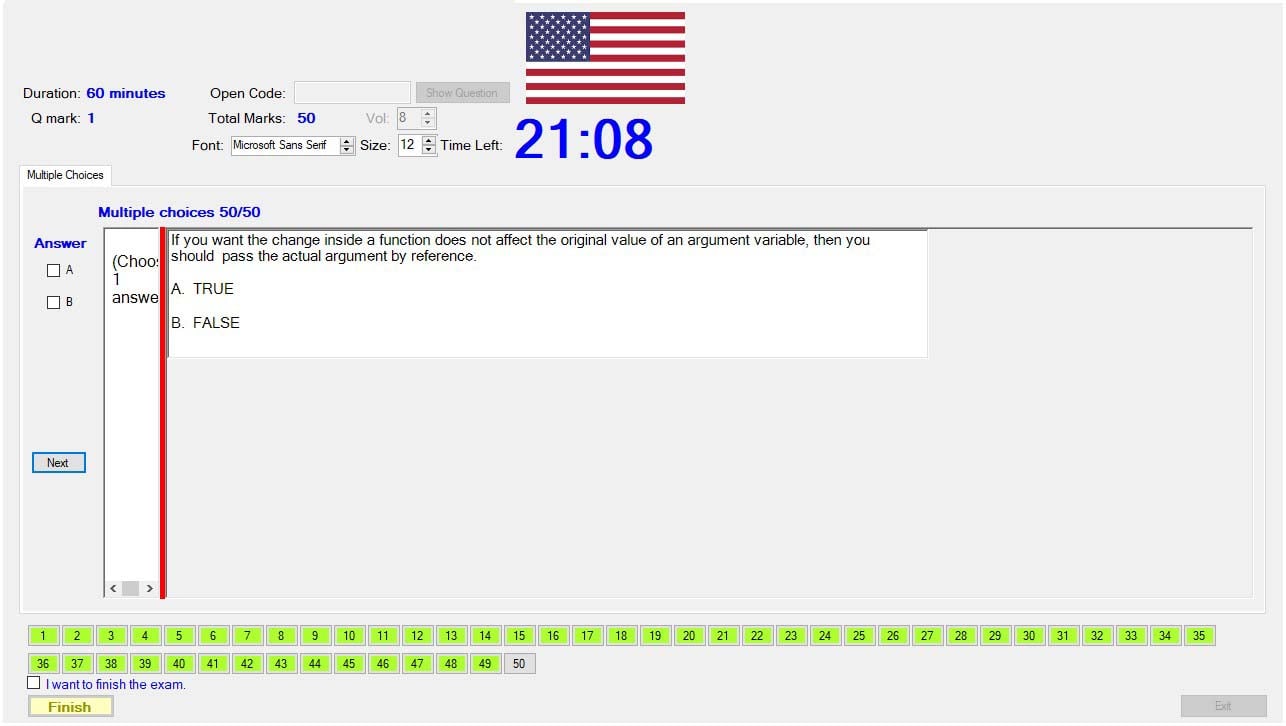 Duration: 60 minutes
Open Code:
Show Question
Q mark: 1
Total Marks: 50
Vol: 8
Font: Microsoft Sans Serif
Size: 12
Time Left: 21:08
Multiple Choices
Multiple choices 50/50
Answer
A
B
Next
(Choos
1
answe
If you want the change inside a function does not affect the original value of an argument variable, then you
should pass the actual argument by reference.
A. TRUE
B. FALSE
< >
1 2 3 4 5 6 7 8 9 10 11 12 13 14 15 16 17 18 19 20 21 22 23 24 25 26 27 28 29 30 31 32 33 34 35
36 37 38 39 40 41 42 43 44 45 46 47 48 49 50
I want to finish the exam.
Finish
Exit